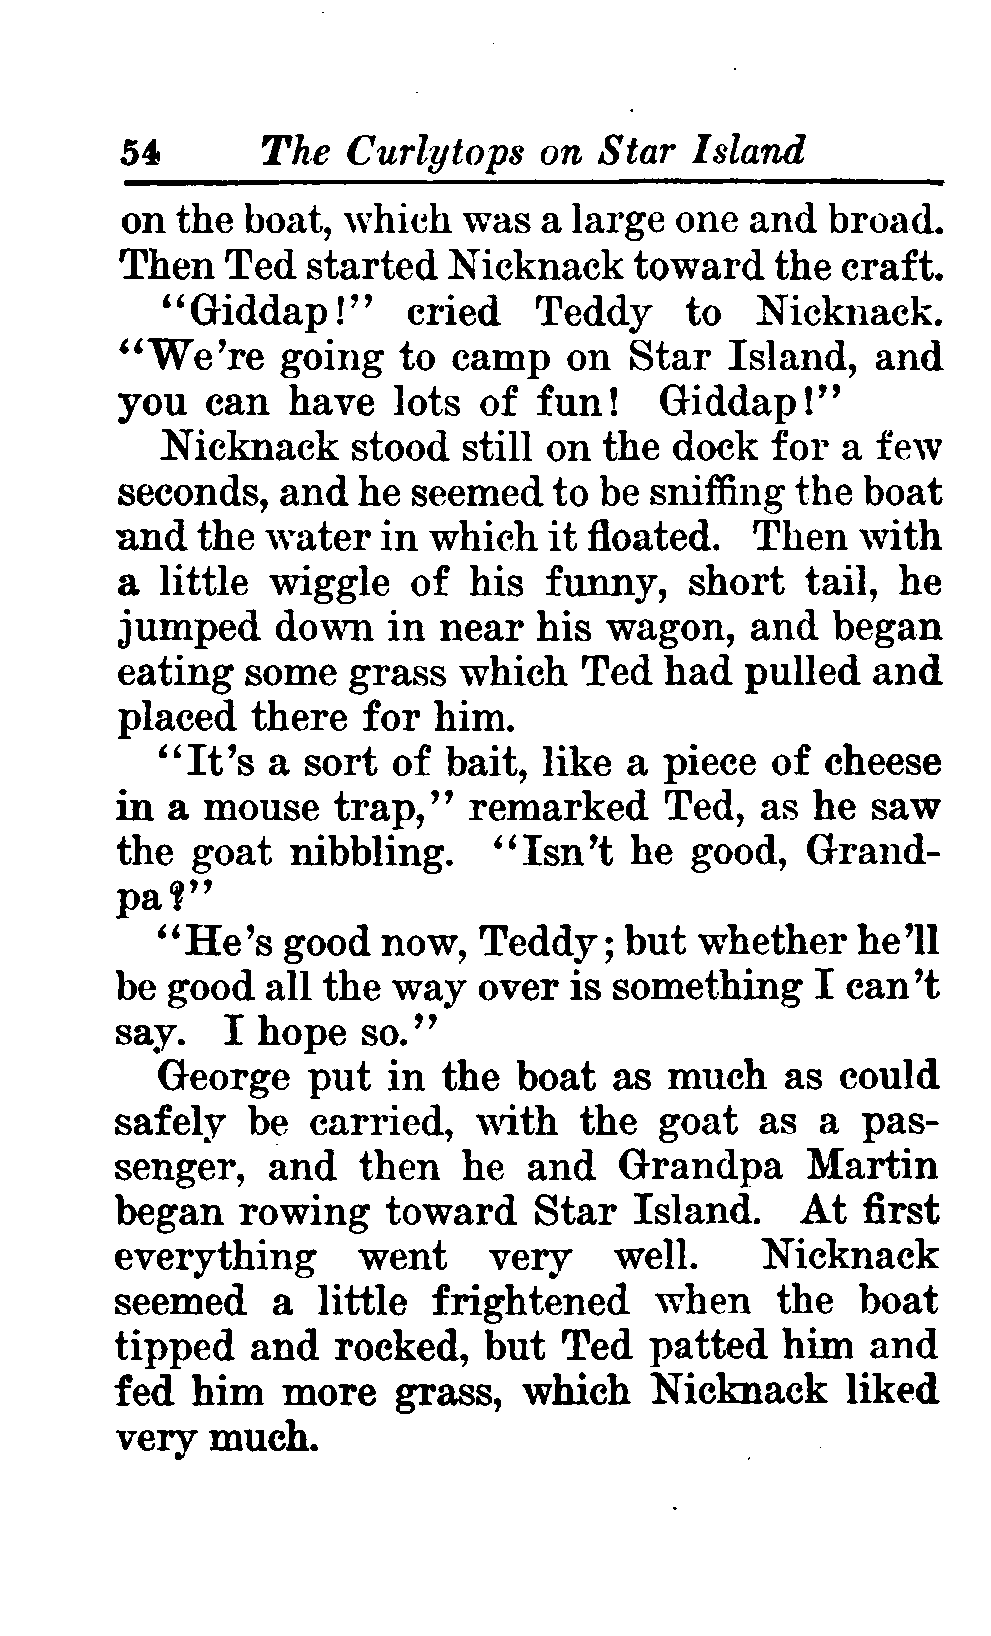 54 The Curlytops on Star Island
on the boat, which was a large one and broad.
Then Ted started Nicknack toward the craft.
"Giddap!" cried Teddy to Nicknack.
"We're going to camp on Star Island, and
you can have lots of fun! Giddap!"
Nicknack stood still on the dock for a few
seconds, and he seemed to be sniffing the boat
and the water in which it floated. Then with
a little wiggle of his funny, short tail, he
jumped down in near his wagon, and began
eating some grass which Ted had pulled and
placed there for him.
"It's a sort of bait, like a piece of cheese
in a mouse trap," remarked Ted, as he saw
the goat nibbling. "Isn't he good, Grand-
pa?"
"He's good now, Teddy; but whether he'll
be good all the way over is something I can't
say. I hope so."
George put in the boat as much as could
safely be carried, with the goat as a pas-
senger, and then he and Grandpa Martin
began rowing toward Star Island. At first
everything went very well. Nicknack
seemed a little frightened when the boat
tipped and rocked, but Ted patted him and
fed him more grass, which Nicknack liked
very much.